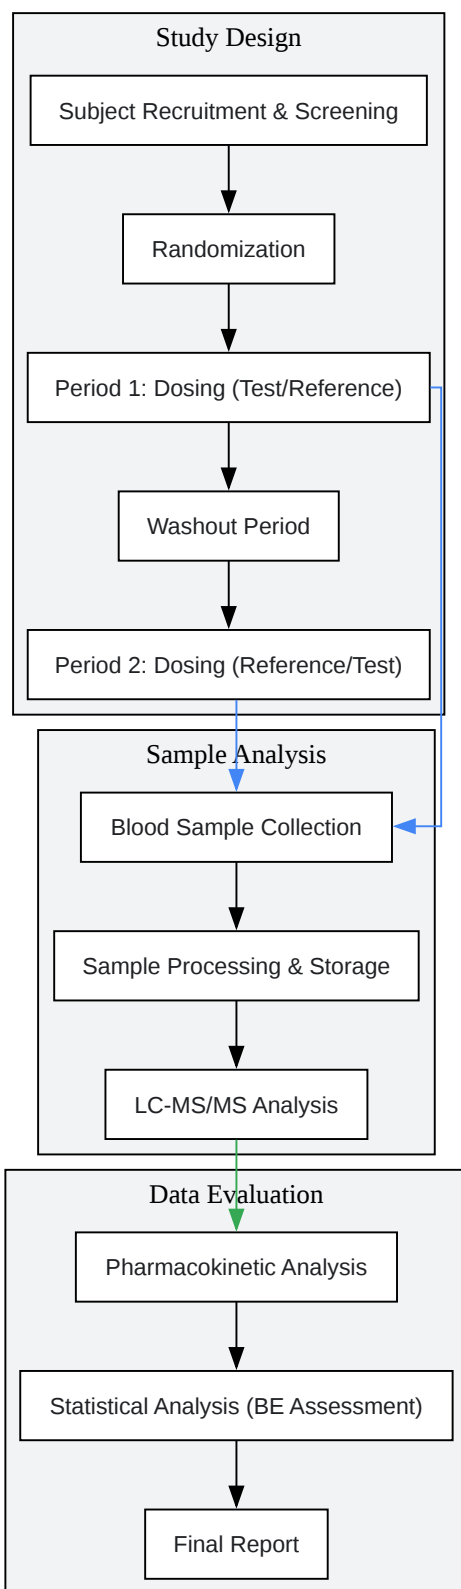 Study Design
Subject Recruitment & Screening
Randomization
Period 1: Dosing (Test/Reference)
Washout Period
Period 2: Dosing (Reference/Test)
Sample Analysis
Blood Sample Collection
Sample Processing & Storage
LC-MS/MS Analysis
Data Evaluation
Pharmacokinetic Analysis
Statistical Analysis (BE Assessment)
Final Report